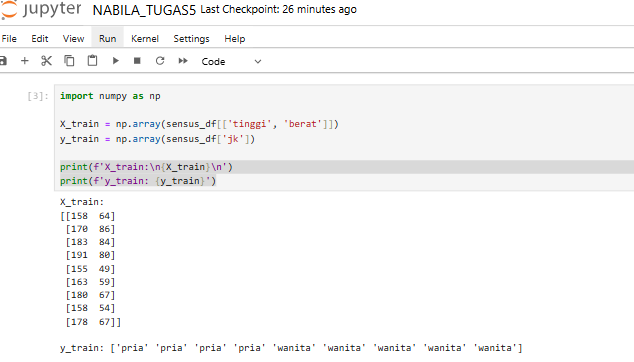 jupyter NABILA_TUGAS5 Last Checkpoint: 26 minutes ago
File Edit View Run Kernel Settings Help
Code
[3]: import numpy as np
X_train = np.array(sensus_df[['tinggi', 'berat']])
y_train = np.array(sensus_df['jk'])
print(f'X_train:\n{X_train}\n')
print(f'y_train: {y_train}')
X_train:
[[158 64]
[170 86]
[183 84]
[191 80]
[155 49]
[163 59]
[180 67]
[158 54]
[178 67]]
y_train: ['pria' 'pria' 'pria' 'pria' 'wanita' 'wanita' 'wanita' 'wanita' 'wanita']